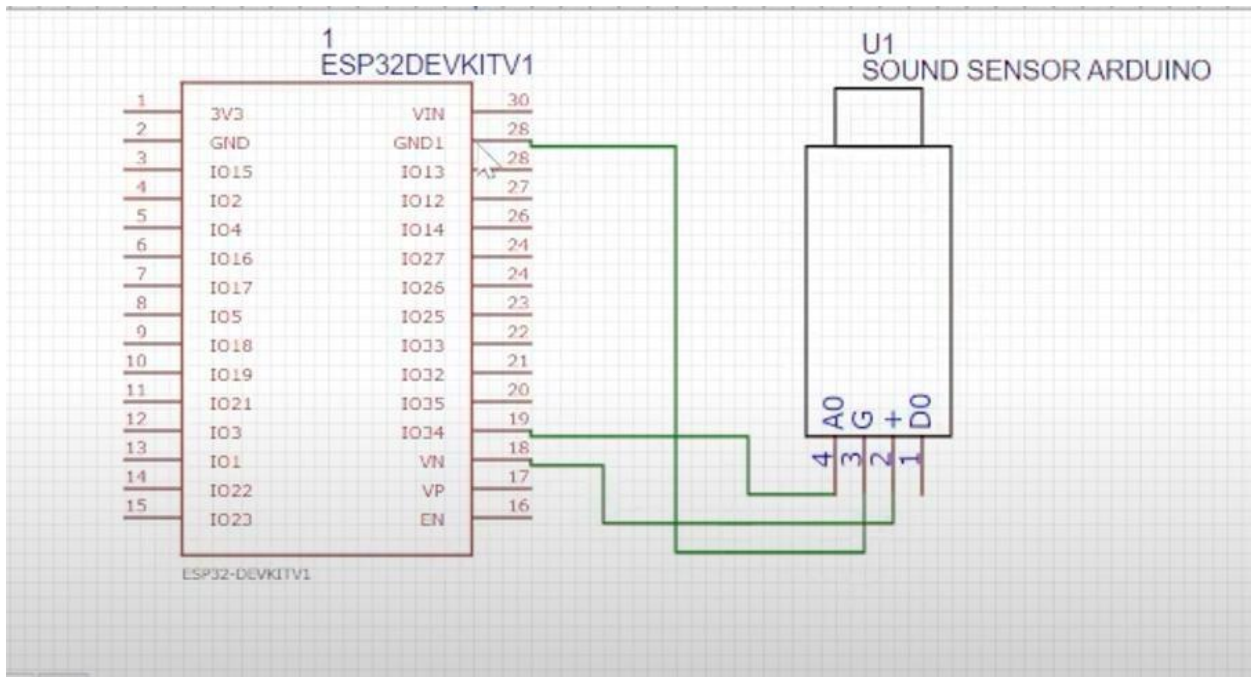 1
ESP32DEVKITV1
U1
SOUND SENSOR ARDUINO
1 3V3 VIN 30
2 GND GND1 28
3 IO15 IO13 28
4 IO2 IO12 27
5 IO4 IO14 26
6 IO16 IO27 24
7 IO17 IO26 24
8 IO5 IO25 23
9 IO18 IO33 22
10 IO19 IO32 21
11 IO21 IO35 20
12 IO3 IO34 19
13 IO1 VN 18
14 IO22 VP 17
15 IO23 EN 16
ESP32-DEVKITV1
A0 G + D0
4 3 2 1